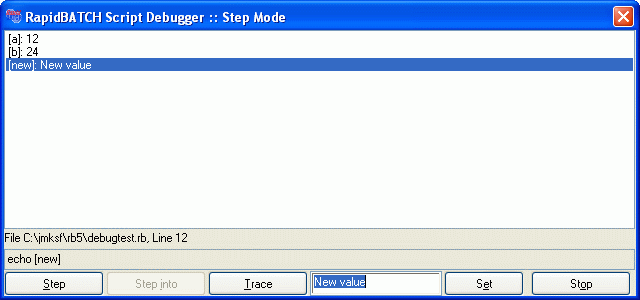 RapidBATCH Script Debugger :: Step Mode
[a]: 12
[b]: 24
[new]: New value
File C:\jmksf\rb5\debugtest.rb, Line 12
echo [new]
Step Step into Trace New value Set Stop